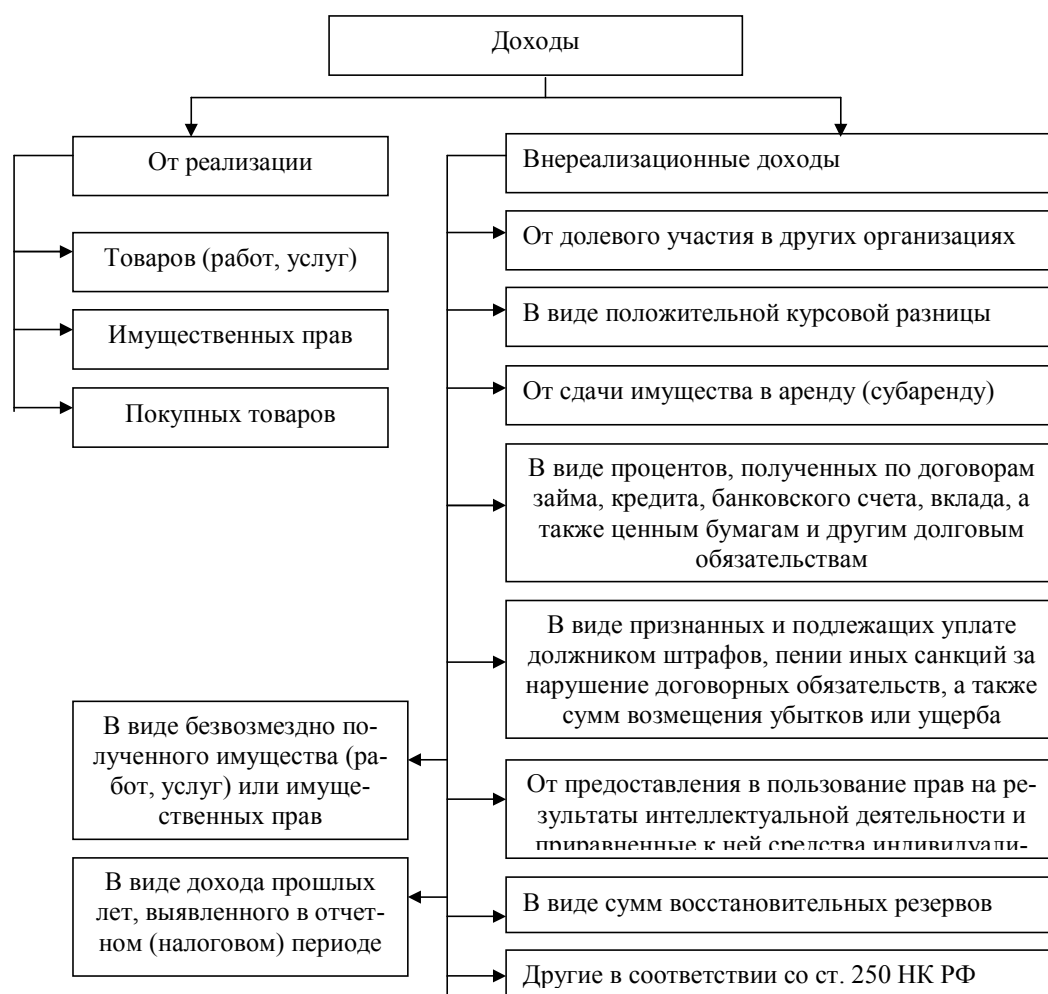 Доходы
От реализации
Товаров (работ, услуг)
Имущественных прав
Покупных товаров
Внереализационные доходы
От долевого участия в других организациях
В виде положительной курсовой разницы
От сдачи имущества в аренду (субаренду)
В виде процентов, полученных по договорам
займа, кредита, банковского счета, вклада, а
также ценным бумагам и другим долговым
обязательствам
В виде признанных и подлежащих уплате
должником штрафов, пении иных санкций за
нарушение договорных обязательств, а также
сумм возмещения убытков или ущерба
В виде безвозмездно по-
лученного имущества (ра-
бот, услуг) или имуще-
ственных прав
От предоставления в пользование прав на ре-
зультаты интеллектуальной деятельности и
приравненные к ней средства индивидуали-
В виде дохода прошлых
лет, выявленного в отчет-
ном (налоговом) периоде
В виде сумм восстановительных резервов
Другие в соответствии со ст. 250 НК РФ